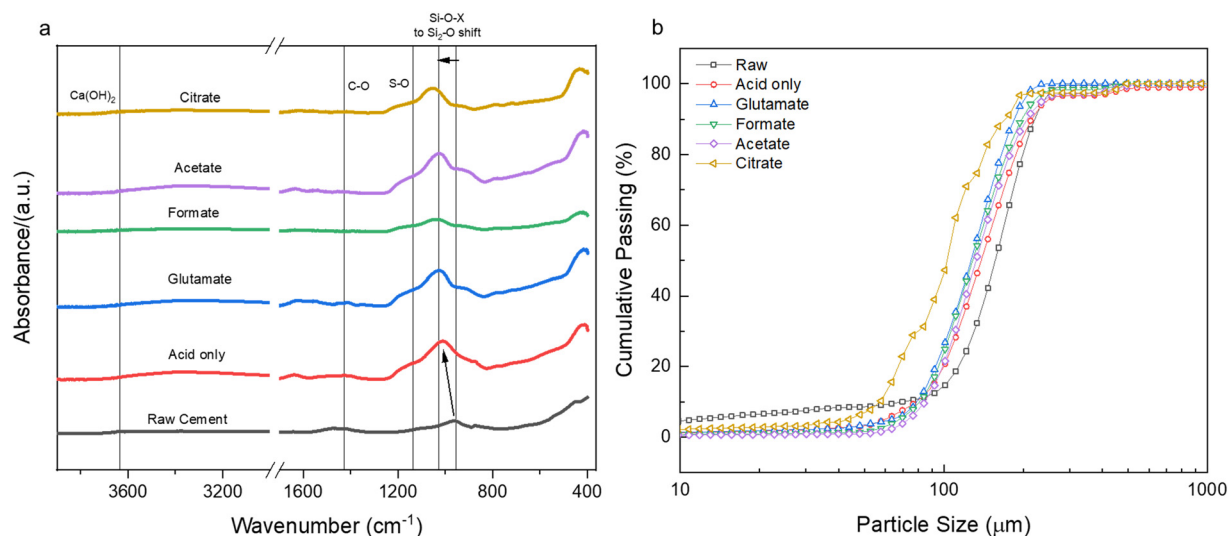 a
Si-O-X
to Si₂-O shift
Ca(OH)₂
C-O
S-O
Citrate
Acetate
Formate
Glutamate
Acid only
Raw Cement
Absorbance/(a.u.)
3600
3200
1600
1200
800
400
Wavenumber (cm⁻¹)
b
Raw
Acid only
Glutamate
Formate
Acetate
Citrate
100
80
60
40
20
0
Cumulative Passing (%)
10
100
1000
Particle Size (μm)